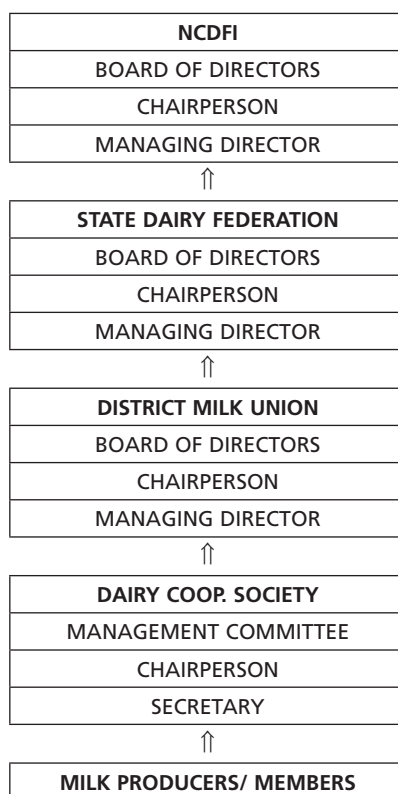 NCDFI
BOARD OF DIRECTORS
CHAIRPERSON
MANAGING DIRECTOR
⇑
STATE DAIRY FEDERATION
BOARD OF DIRECTORS
CHAIRPERSON
MANAGING DIRECTOR
⇑
DISTRICT MILK UNION
BOARD OF DIRECTORS
CHAIRPERSON
MANAGING DIRECTOR
⇑
DAIRY COOP. SOCIETY
MANAGEMENT COMMITTEE
CHAIRPERSON
SECRETARY
⇑
MILK PRODUCERS/ MEMBERS